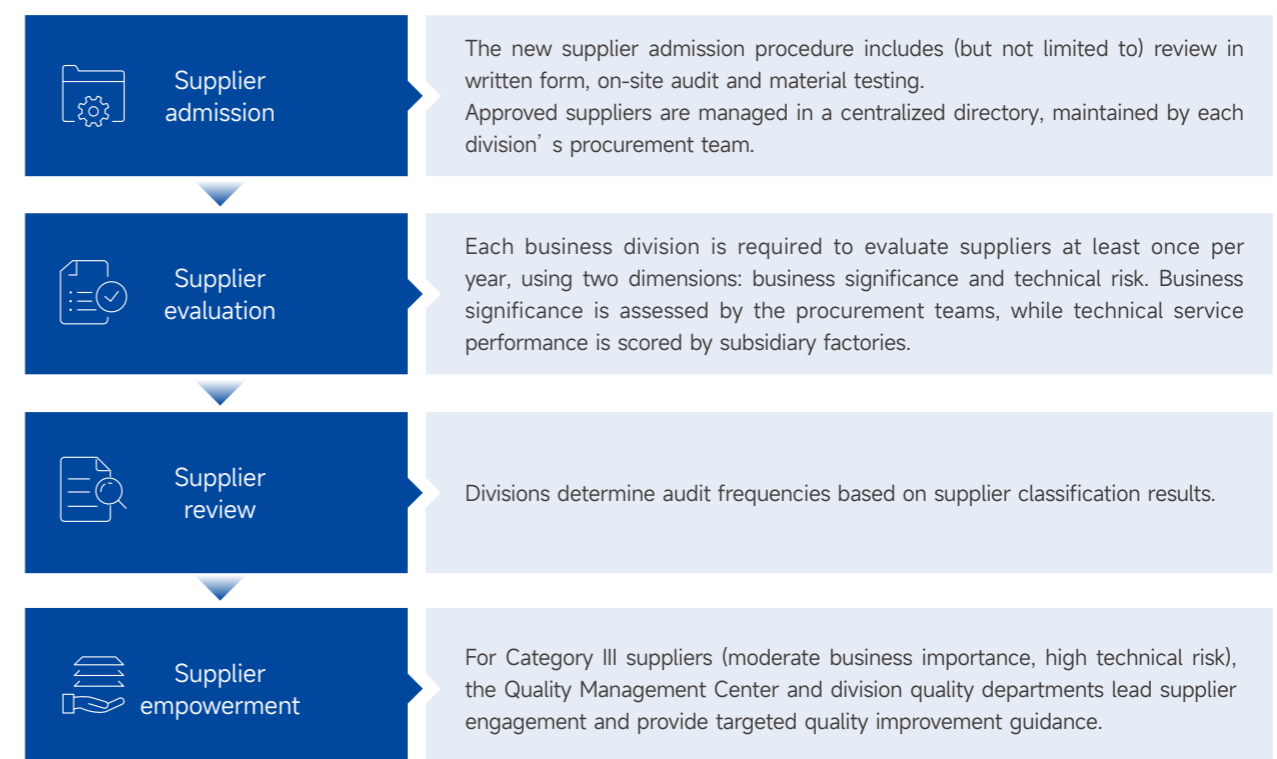 Supplier
admission
The new supplier admission procedure includes (but not limited to) review in
written form, on-site audit and material testing.
Approved suppliers are managed in a centralized directory, maintained by each
division’ s procurement team.
Supplier
evaluation
Each business division is required to evaluate suppliers at least once per
year, using two dimensions: business significance and technical risk. Business
significance is assessed by the procurement teams, while technical service
performance is scored by subsidiary factories.
Supplier
review
Divisions determine audit frequencies based on supplier classification results.
Supplier
empowerment
For Category III suppliers (moderate business importance, high technical risk),
the Quality Management Center and division quality departments lead supplier
engagement and provide targeted quality improvement guidance.